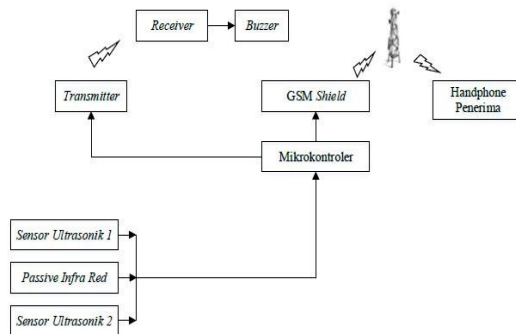 Receiver
Buzzer
Transmitter
GSM Shield
Handphone
Penerima
Mikrokontroler
Sensor Ultrasonik 1
Passive Infra Red
Sensor Ultrasonik 2